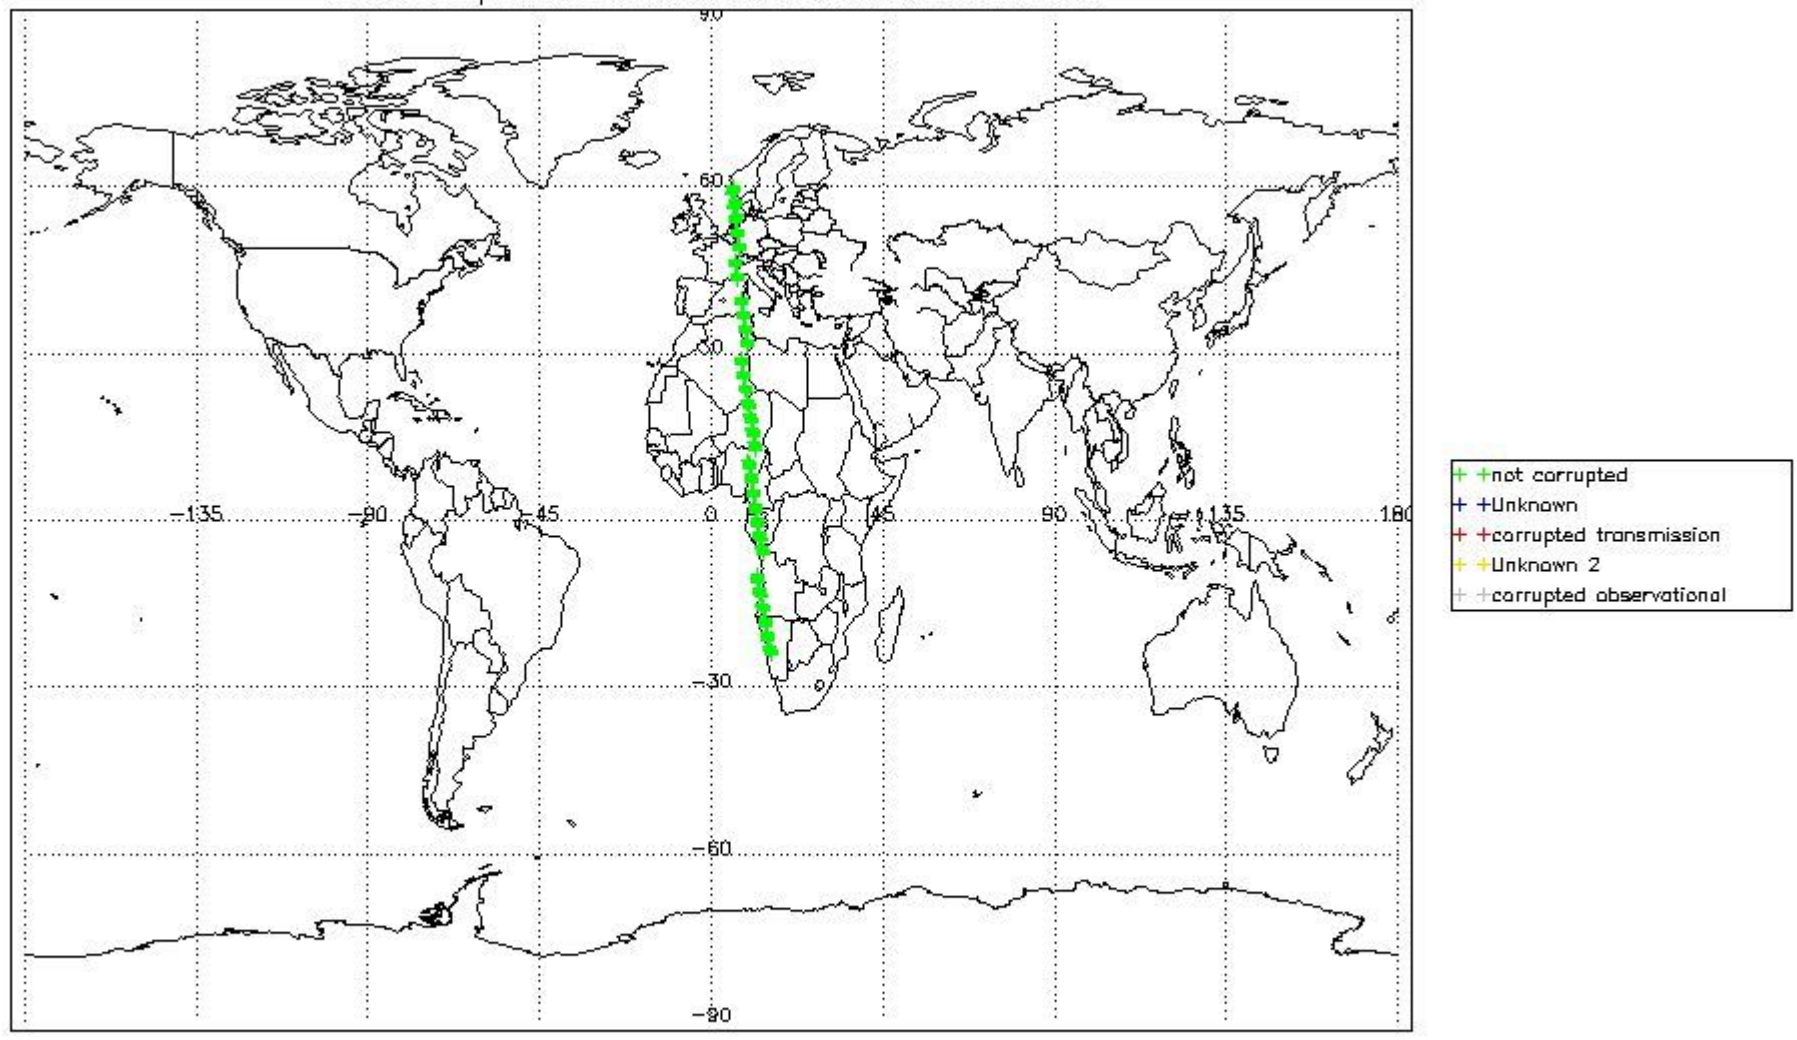 90
60
30
-135 -90 -45 0 45 90 135 180
-30
-60
-90
not corrupted
Unknown
corrupted transmission
Unknown 2
corrupted observational